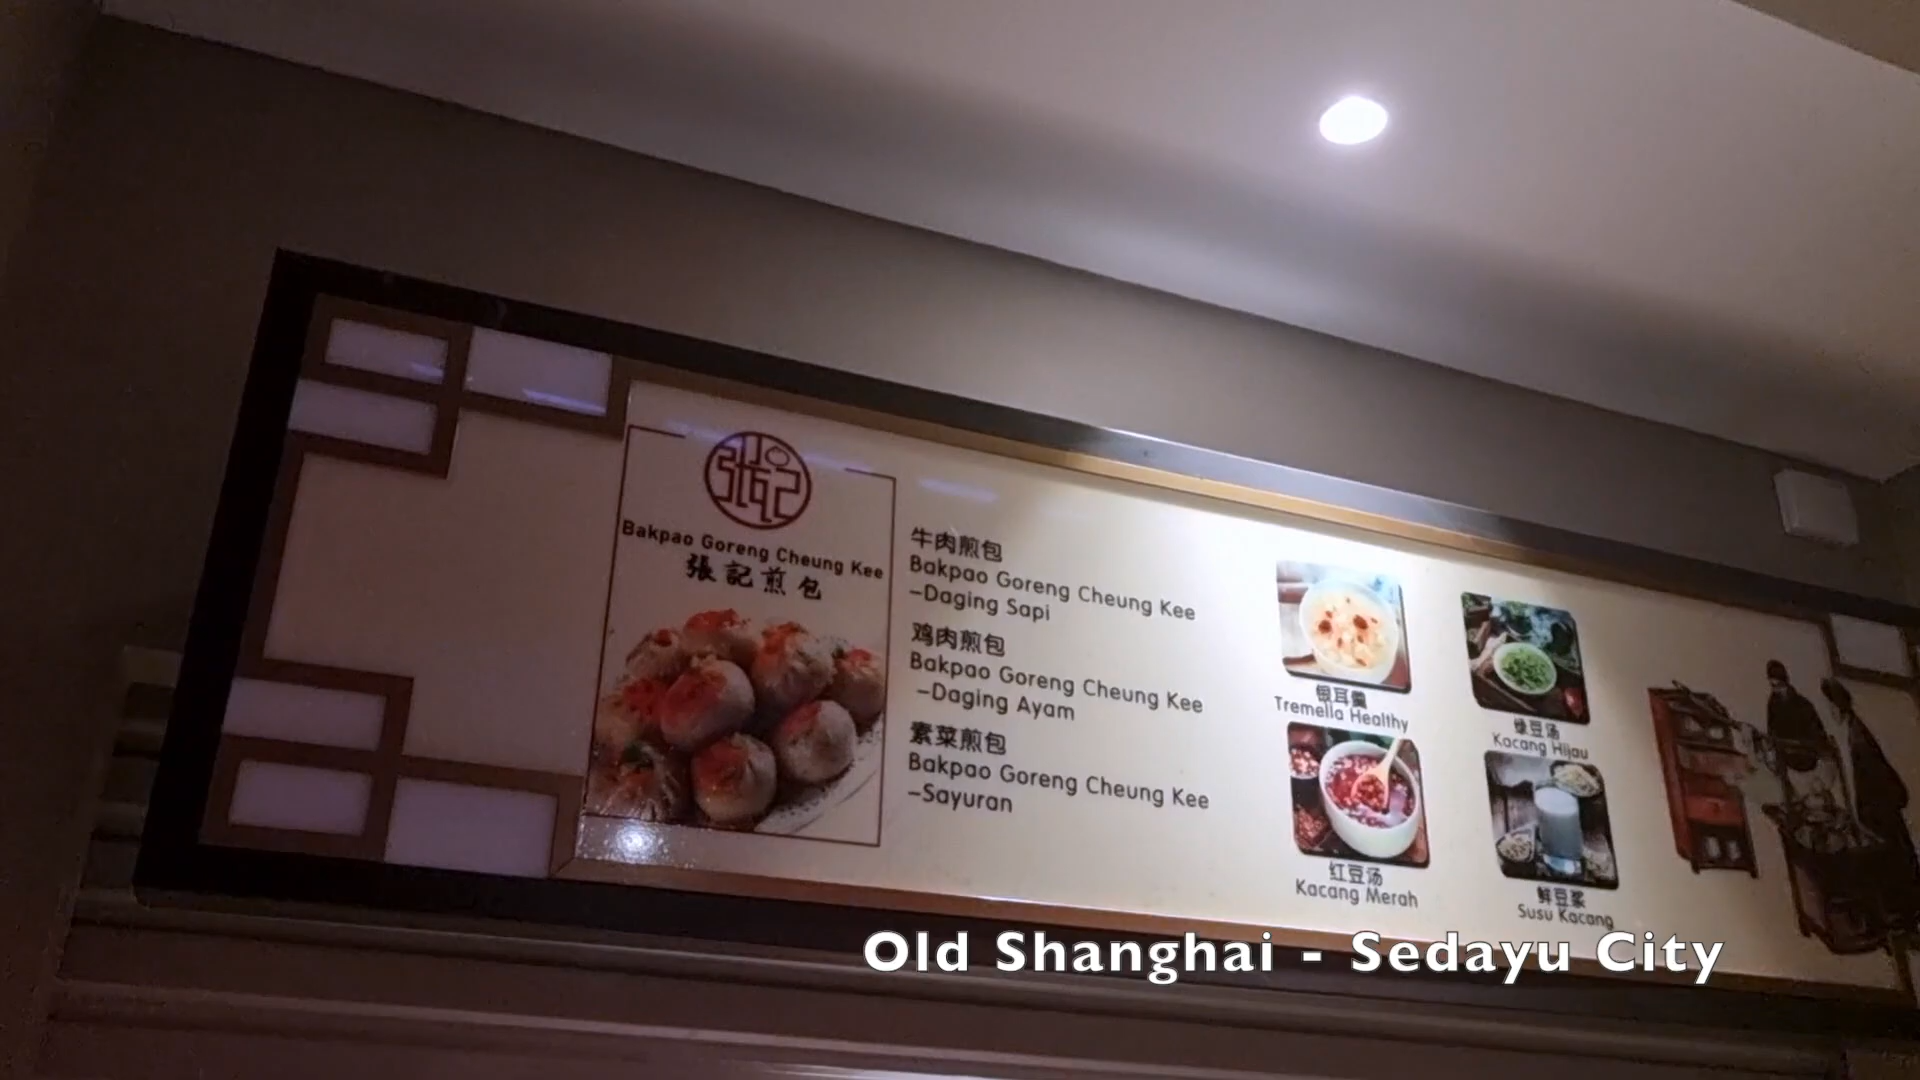 張記
Bakpao Goreng Cheung Kee
張記煎包
牛肉煎包
Bakpao Goreng Cheung Kee
-Daging Sapi
鸡肉煎包
Bakpao Goreng Cheung Kee
-Daging Ayam
素菜煎包
Bakpao Goreng Cheung Kee
-Sayuran
银耳羹
Tremella Healthy
绿豆汤
Kacang Hijau
红豆汤
Kacang Merah
鲜豆浆
Susu Kacang
Old Shanghai - Sedayu City